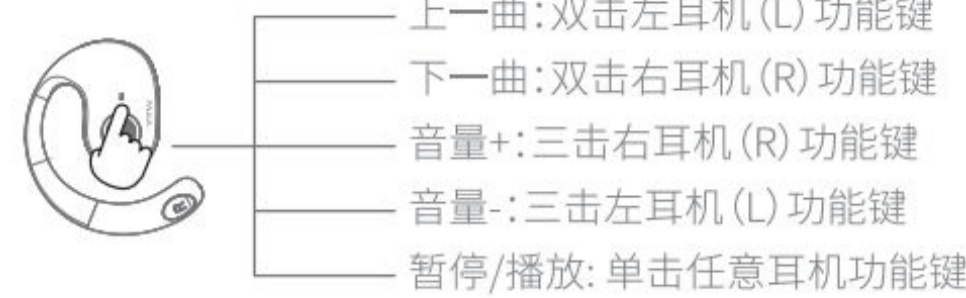 上一曲:双击左耳机(L)功能键
下一曲:双击右耳机(R)功能键
音量+:三击右耳机(R)功能键
音量-:三击左耳机(L)功能键
暂停/播放: 单击任意耳机功能键
R